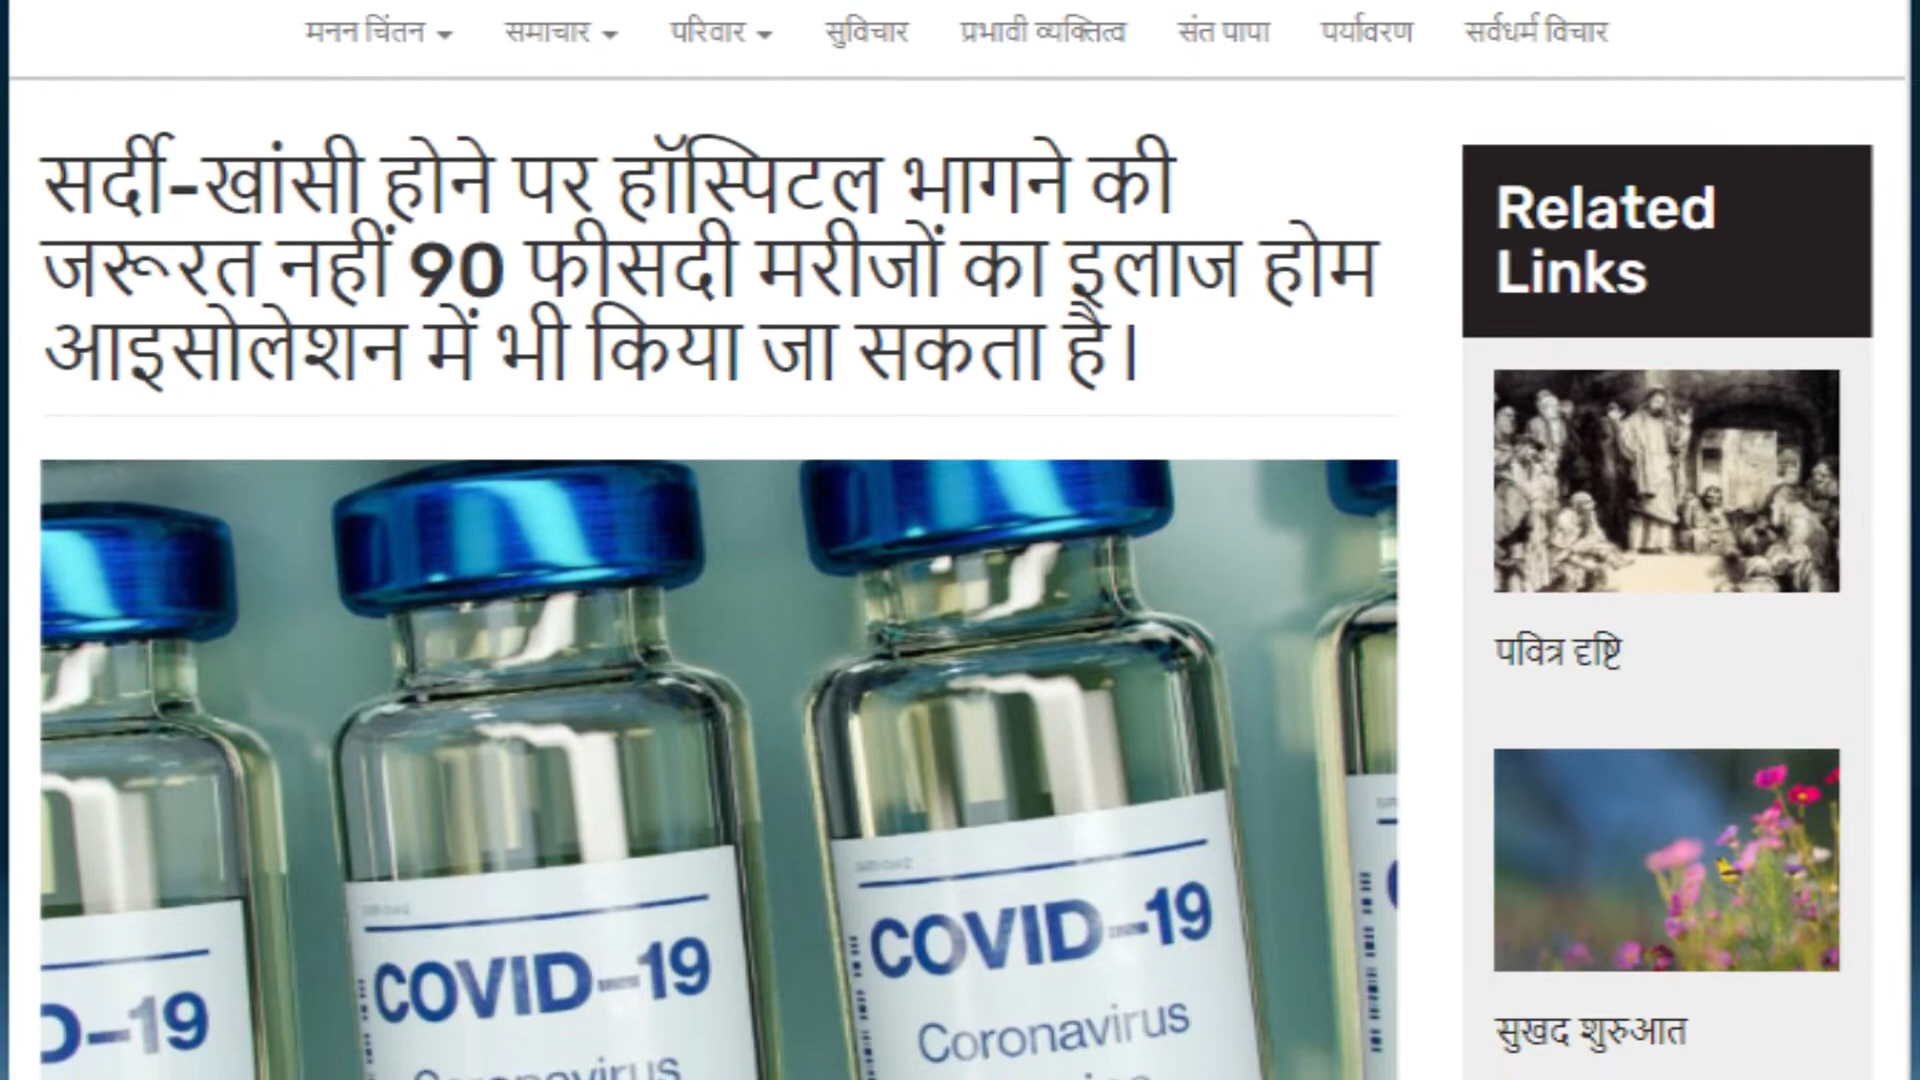 मनन चिंतन समाचार परिवार सुविचार प्रभावी व्यक्तित्व संत पापा पर्यावरण सर्वधर्म विचार
सर्दी-खांसी होने पर हॉस्पिटल भागने की
जरूरत नहीं 90 फीसदी मरीजों का इलाज होम
आइसोलेशन में भी किया जा सकता है।
D-19
COVID-19
Coronavirus
COVID-19
Coronavirus
Related
Links
पवित्र दृष्टि
सुखद शुरुआत